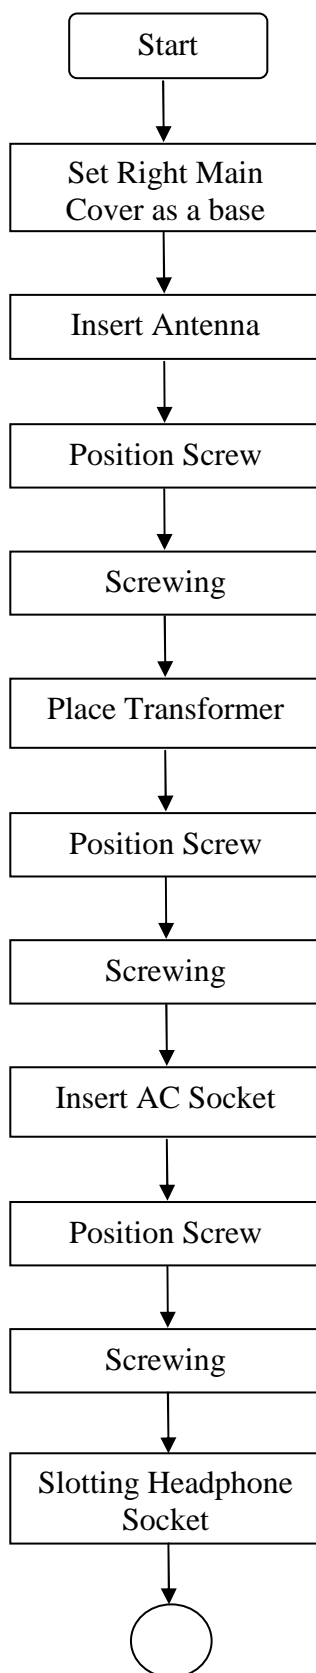 Start
Set Right Main
Cover as a base
Insert Antenna
Position Screw
Screwing
Place Transformer
Position Screw
Screwing
Insert AC Socket
Position Screw
Screwing
Slotting Headphone
Socket